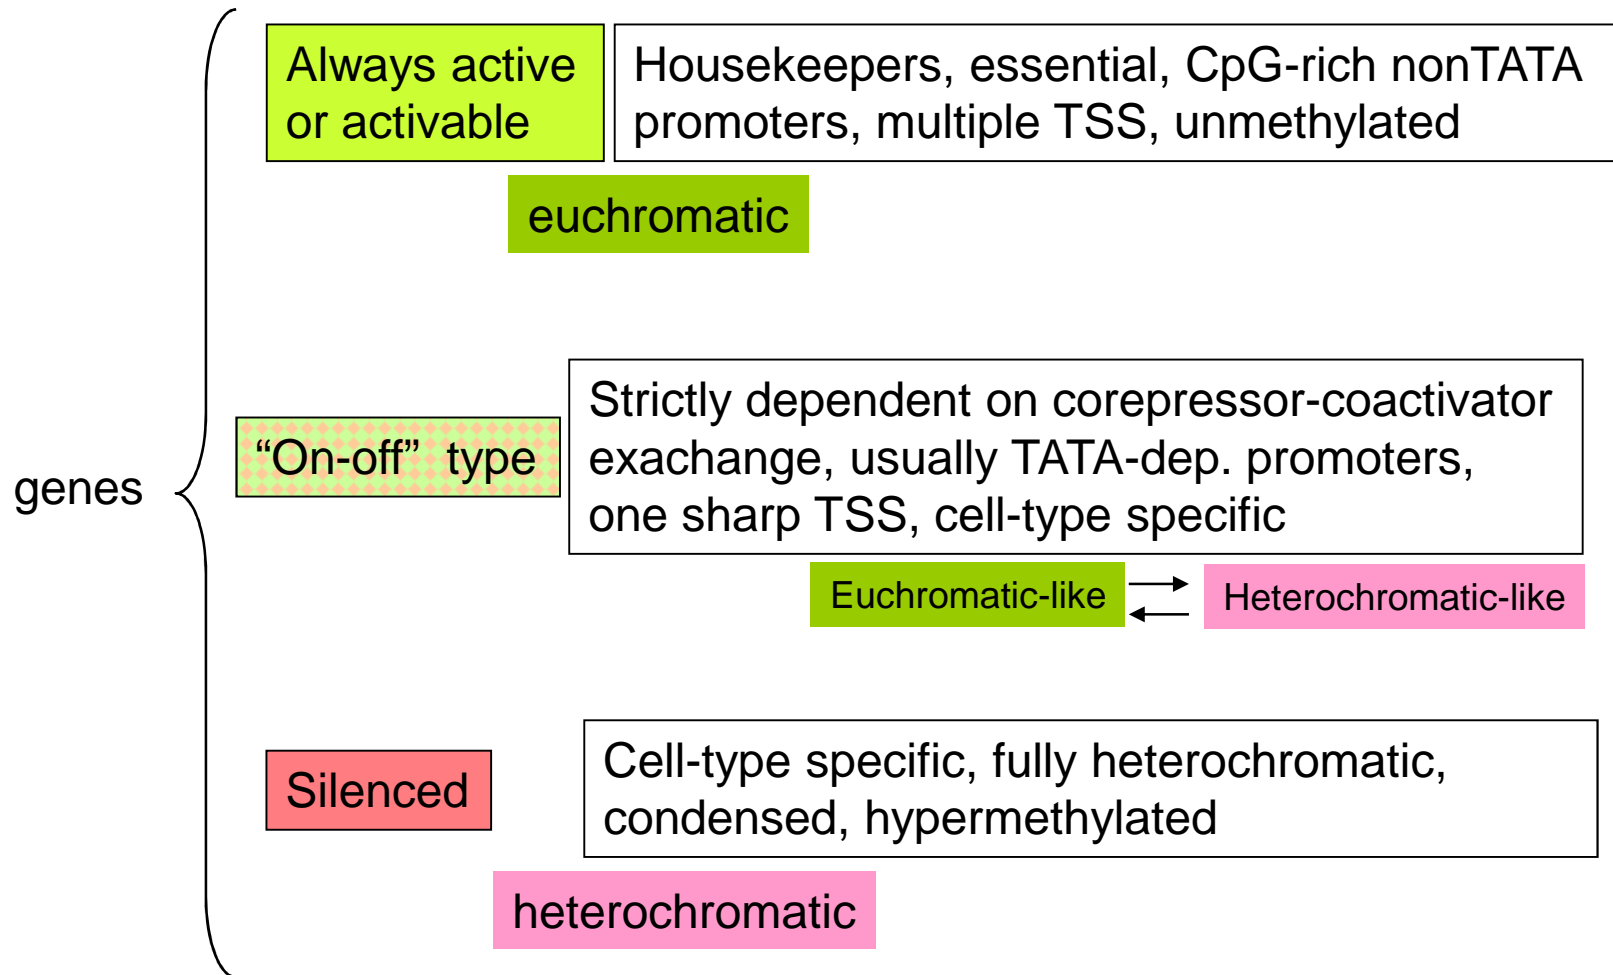 Always active
or activable
Housekeepers, essential, CpG-rich nonTATA
promoters, multiple TSS, unmethylated
euchromatic
genes
“On-off” type
Strictly dependent on corepressor-coactivator
exachange, usually TATA-dep. promoters,
one sharp TSS, cell-type specific
Euchromatic-like
Heterochromatic-like
Silenced
Cell-type specific, fully heterochromatic,
condensed, hypermethylated
heterochromatic